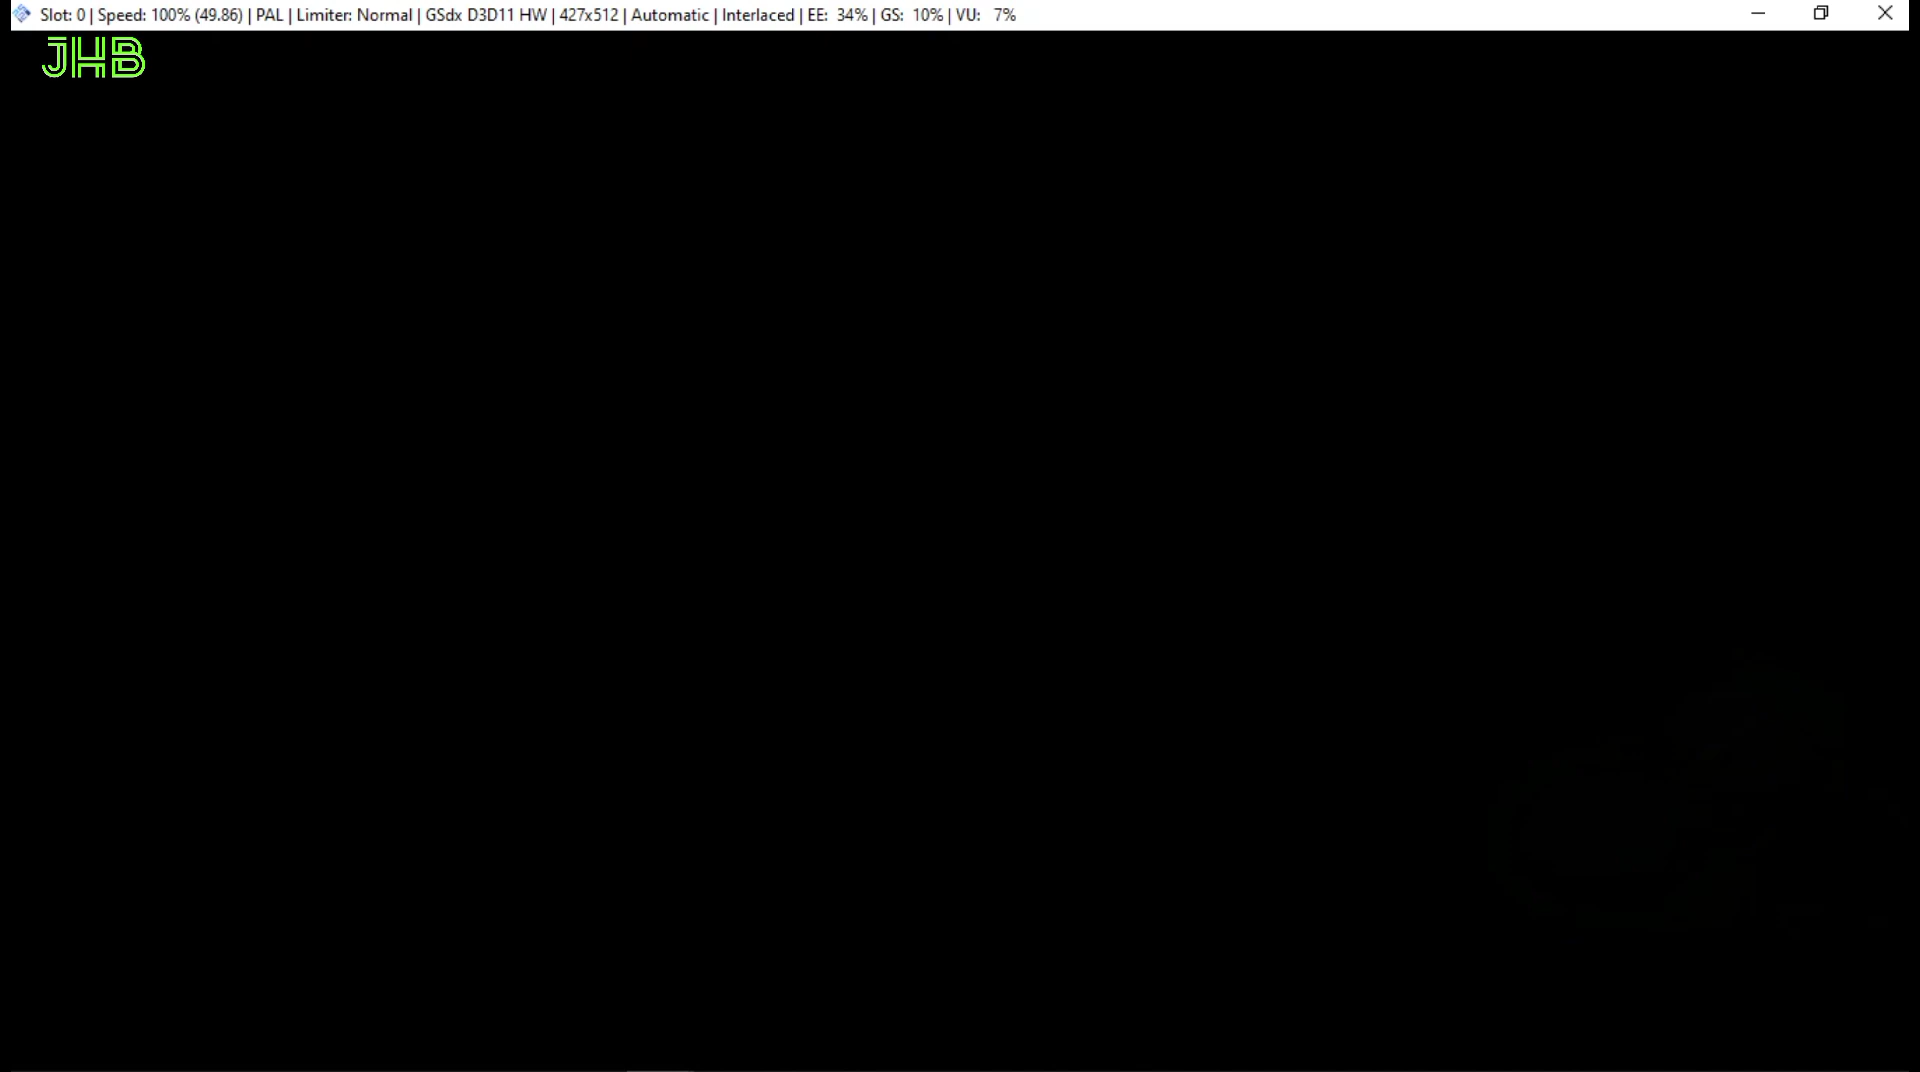 Slot: 0 | Speed: 100% (49.86) | PAL | Limiter: Normal | GSdx D3D11 HW | 427x512 | Automatic | Interlaced | EE:  34% | GS:  10% | VU:   7%
JHB